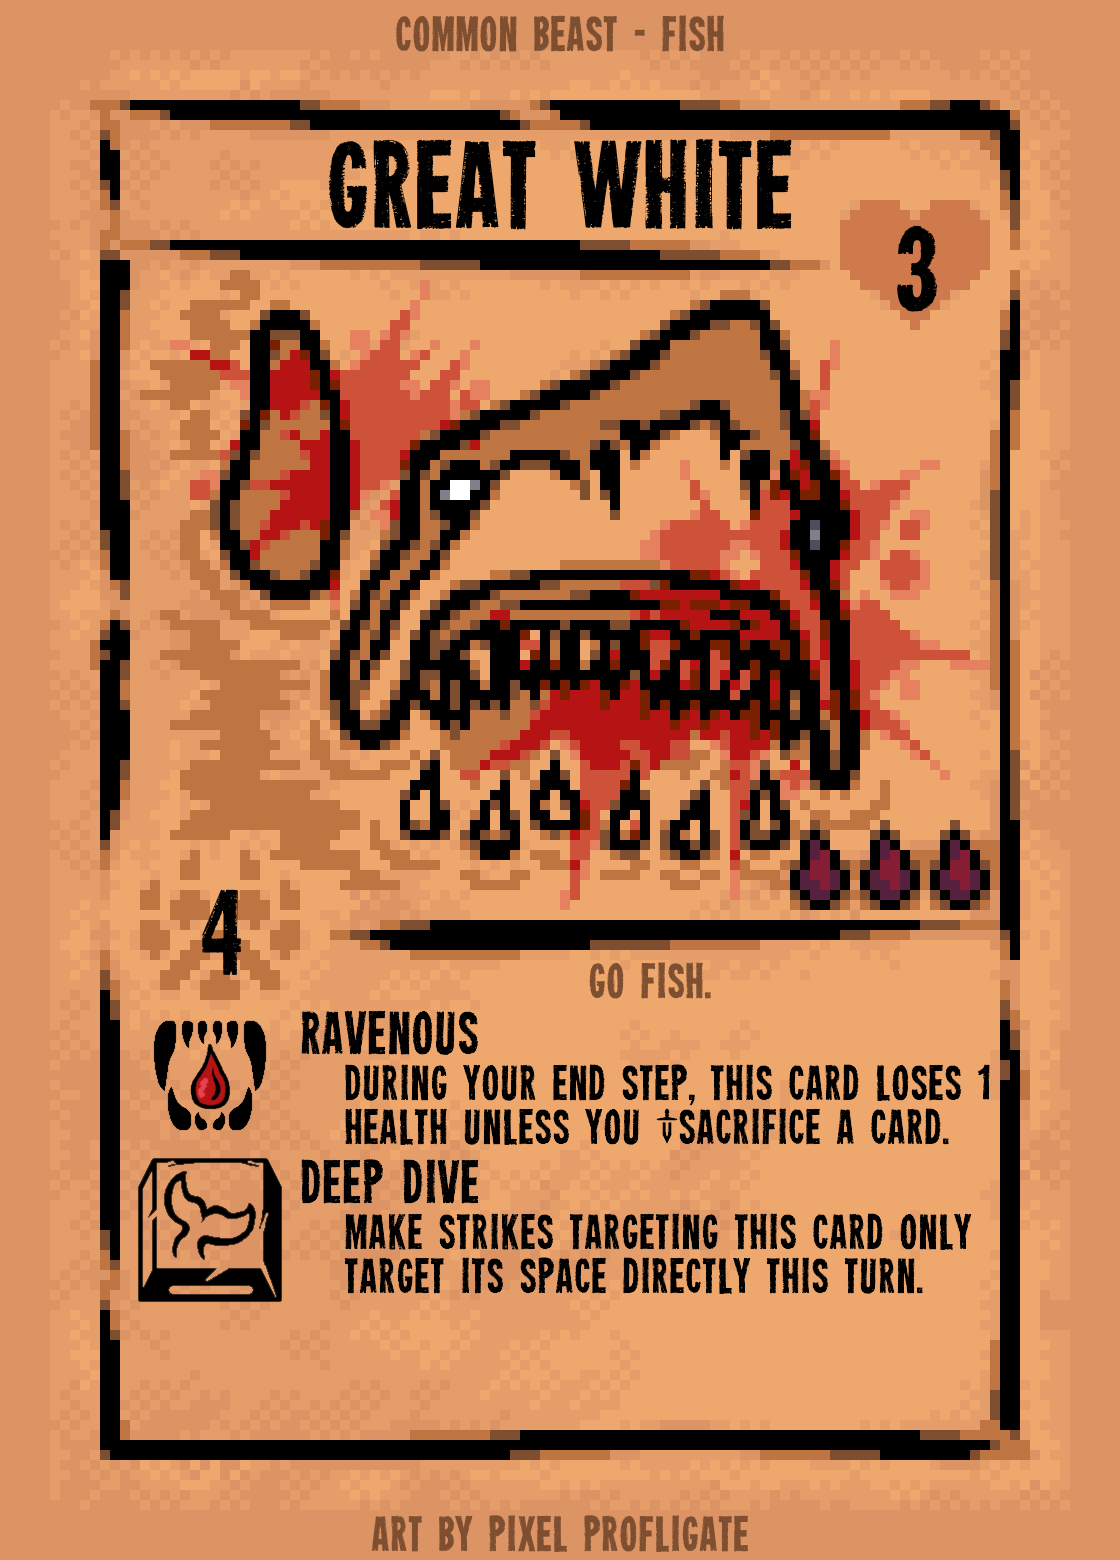 COMMON BEAST - FISH
GREAT WHITE
3
4
GO FISH.
RAVENOUS
DURING YOUR END STEP, THIS CARD LOSES 1
HEALTH UNLESS YOU SACRIFICE A CARD.
DEEP DIVE
MAKE STRIKES TARGETING THIS CARD ONLY
TARGET ITS SPACE DIRECTLY THIS TURN.
ART BY PIXEL PROFLIGATE